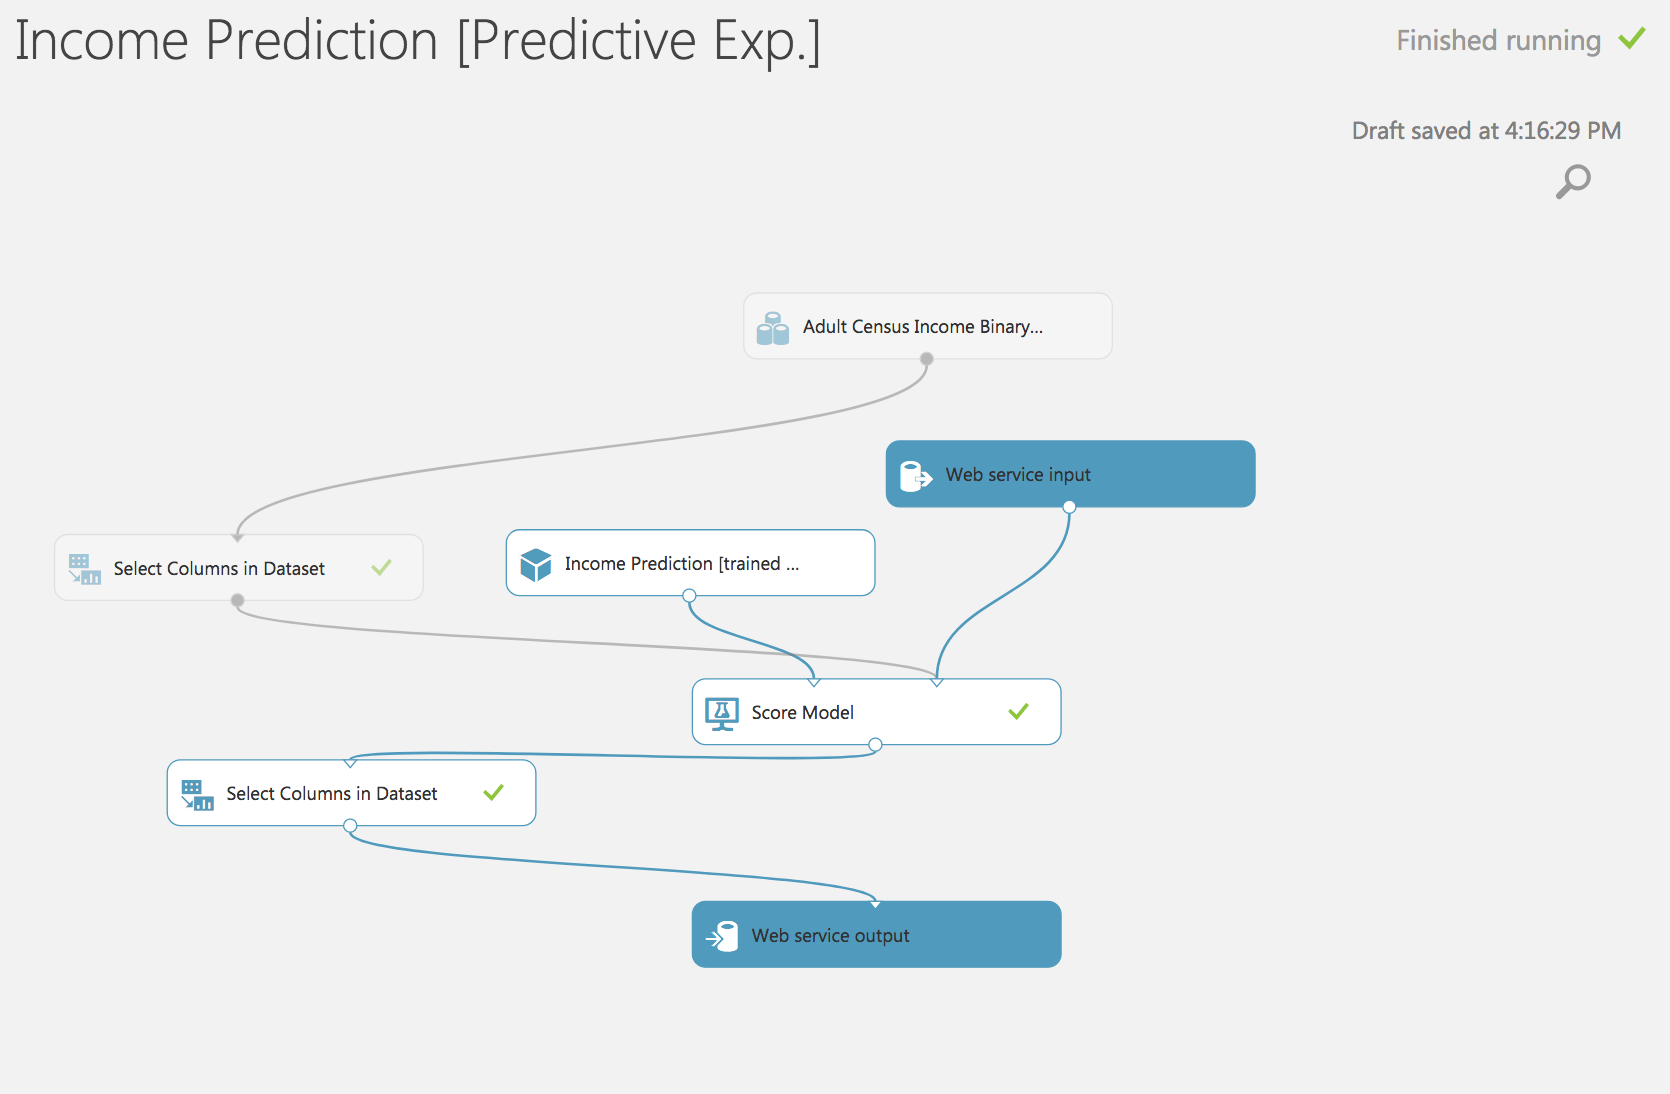 Income Prediction [Predictive Exp.]
Finished running
Draft saved at 4:16:29 PM
Adult Census Income Binary...
Web service input
Select Columns in Dataset
Income Prediction [trained ...
Score Model
Select Columns in Dataset
Web service output